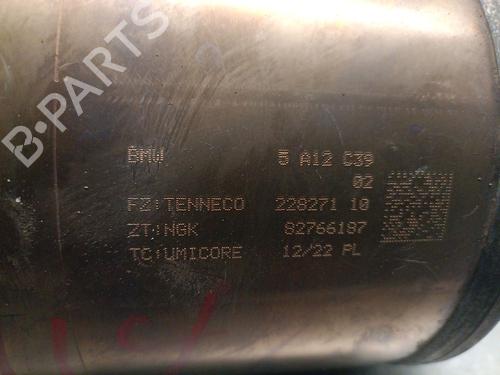 B-PARTS
BMW 5 A12 C39
02
FZ:TENNECO 228271 10
ZT:NGK 82766187
TC:UMICORE 12/22 PL